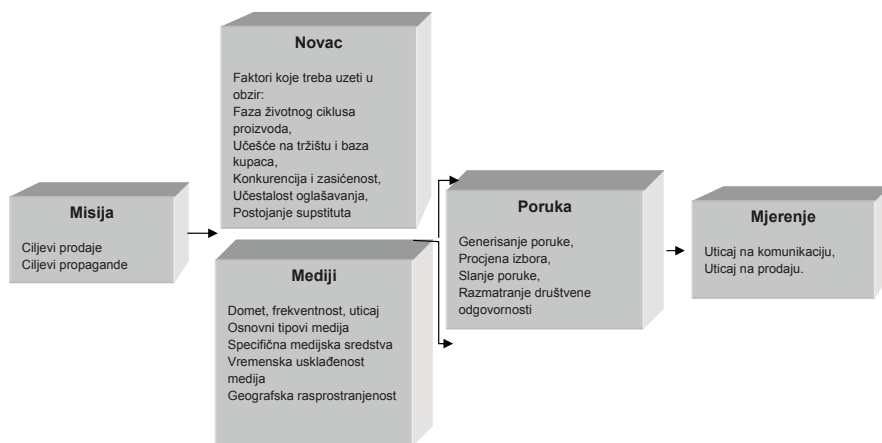 Misija
Ciljevi prodaje
Ciljevi propagande
Novac
Faktori koje treba uzeti u
obzir:
Faza životnog ciklusa
proizvoda,
Učešće na tržištu i baza
kupaca,
Konkurencija i zasićenost,
Učestalost oglašavanja,
Postojanje supstituta
Mediji
Domet, frekventnost, uticaj
Osnovni tipovi medija
Specifična medijska sredstva
Vremenska usklađenost
medija
Geografska rasprostranjenost
Poruka
Generisanje poruke,
Procjena izbora,
Slanje poruke,
Razmatranje društvene
odgovornosti
Mjerenje
Uticaj na komunikaciju,
Uticaj na prodaju.